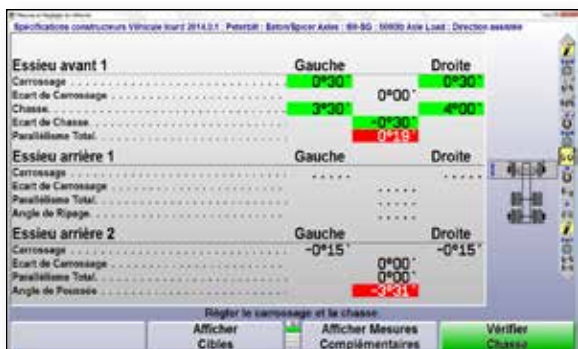 Spécifications constructeurs Véhicule lourd 2014.0.1 : Peterbilt : Eaton/Spicer Axles : Axle Load : Direction assistée
Essieu avant 1 Gauche Droite
Carrossage 0°30' 0°30'
Ecart de Carrossage 0°00'
Chasse 3°30' 4°00'
Ecart de Chasse -0°30'
Parallélisme Total 0°19'
Essieu arrière 1 Gauche Droite
Carrossage
Ecart de Carrossage
Parallélisme Total
Angle de Ripage
Essieu arrière 2 Gauche Droite
Carrossage -0°15' -0°15'
Ecart de Carrossage 0°00'
Parallélisme Total 0°00'
Angle de Poussée -3°31'
Régler le carrossage et la chasse
Afficher Cibles
Afficher Mesures Complémentaires
Vérifier Chasse